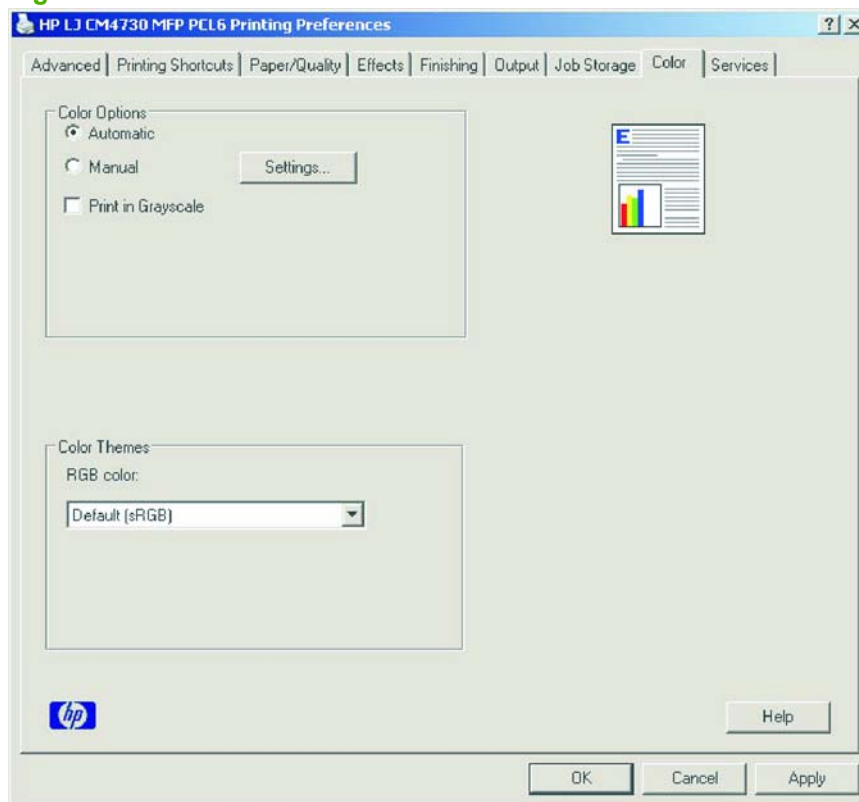 HP LJ CM4730 MFP PCL6 Printing Preferences
Advanced Printing Shortcuts Paper/Quality Effects Finishing Output Job Storage Color Services
Color Options
Automatic
Manual
Settings...
Print in Grayscale
E
Color Themes
RGB color:
Default (sRGB)
hp
Help
OK Cancel Apply